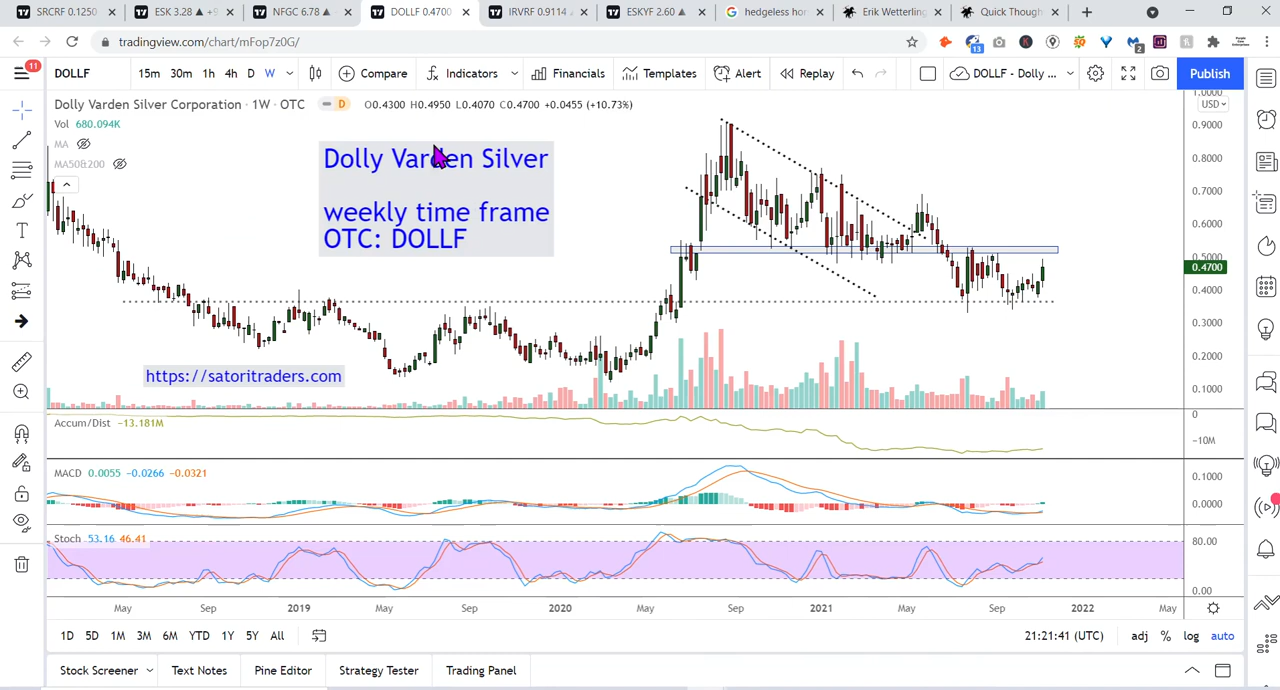 SRCRF 0.1250
ESK 3.28 ▲ +9
NFGC 6.78 ▲
DOLLF 0.4700
IRVRF 0.9114
ESKYF 2.60 ▲
hedgeless hor
Erik Wetterling
Quick Though
tradingview.com/chart/mFop7z0G/
13
2
11
DOLLF
15m 30m 1h 4h D W
Compare
Indicators
Financials
Templates
Alert
Replay
DOLLF - Dolly ...
Publish
Dolly Varden Silver Corporation · 1W · OTC
D
O0.4300 H0.4950 L0.4070 C0.4700 +0.0455 (+10.73%)
Vol 680.094K
MA
MA50&200
Dolly Varden Silver
weekly time frame
OTC: DOLLF
https://satoritraders.com
1.0000
USD
0.9000
0.8000
0.7000
0.6000
0.5000
0.4700
0.4000
0.3000
0.2000
0.1000
Accum/Dist −13.181M
0
−10M
MACD 0.0055 −0.0266 −0.0321
0.1000
0.0000
Stoch 53.16 46.41
80.00
0.00
May Sep 2019 May Sep 2020 May Sep 2021 May Sep 2022 May
1D 5D 1M 3M 6M YTD 1Y 5Y All
21:21:41 (UTC)
adj % log auto
Stock Screener
Text Notes
Pine Editor
Strategy Tester
Trading Panel